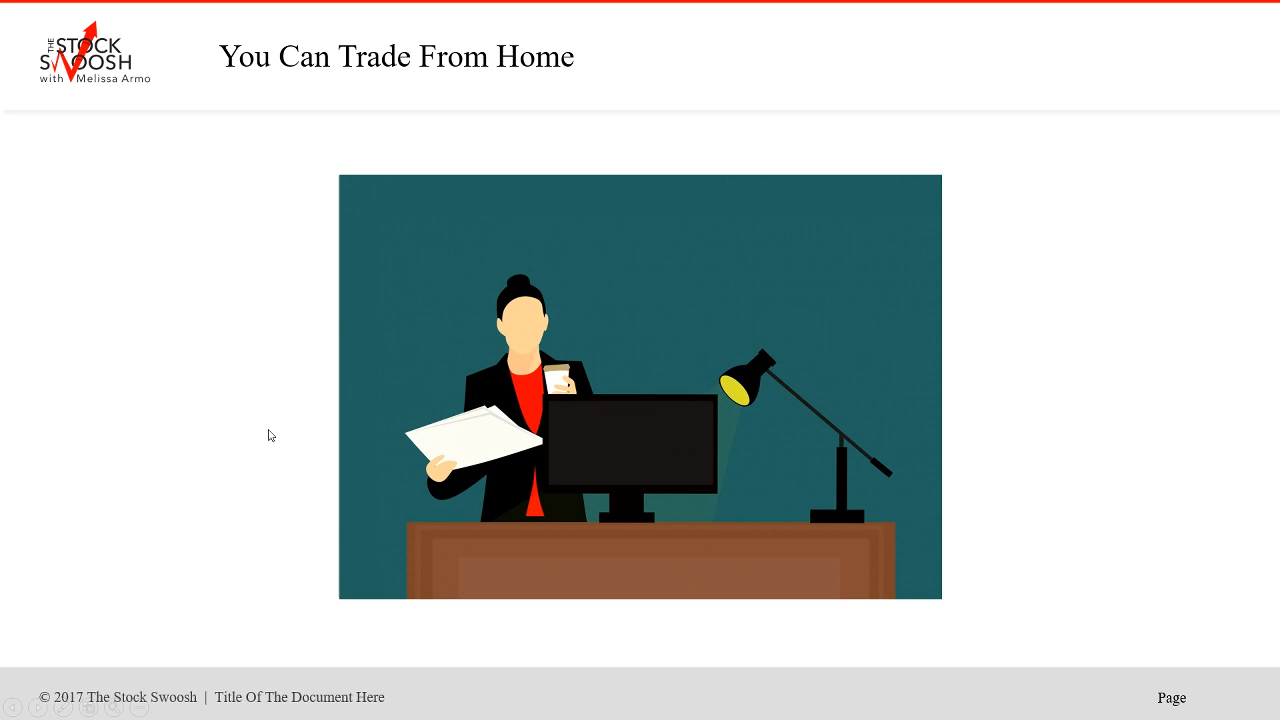 THE STOCK SWOOSH
with Melissa Armo
You Can Trade From Home
© 2017 The Stock Swoosh | Title Of The Document Here
Page